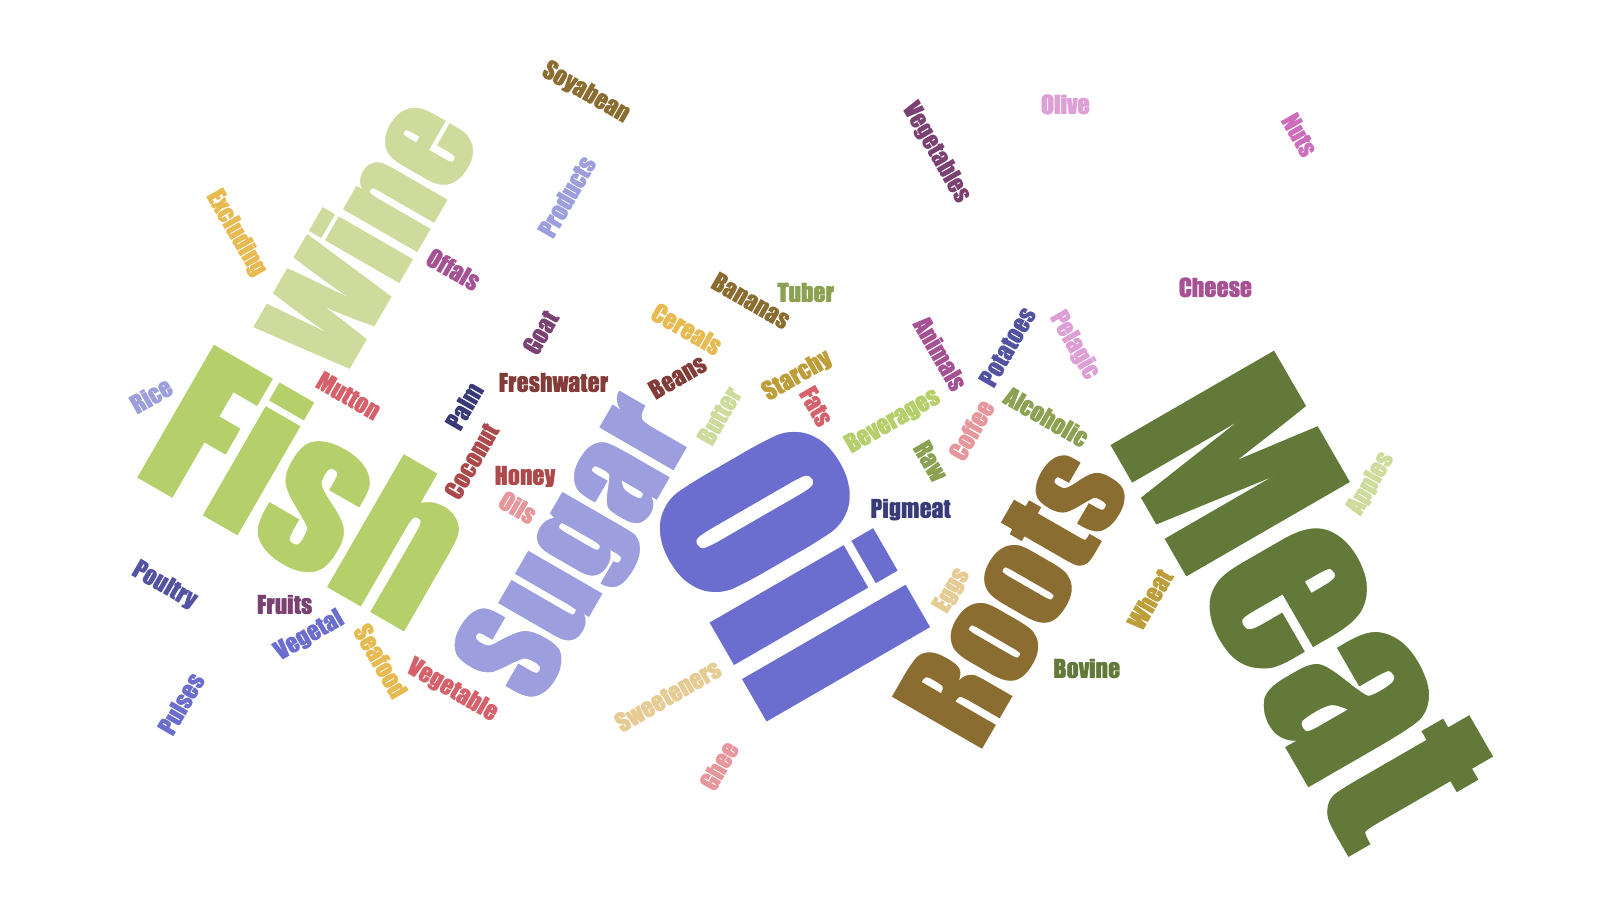 Soyabean
Vegetables
Olive
Nuts
Wine
Products
Excluding
Offals
Goat
Bananas
Tuber
Cereals
Cheese
Animals
Potatoes
Pelagic
Rice
Mutton
Palm
Freshwater
Beans
Starchy
Fats
Butter
Beverages
Coffee
Alcoholic
Fish
Coconut
Honey
Oils
Sugar
Oil
Raw
Pigmeat
Roots
Meat
Apples
Poultry
Fruits
Vegetal
Seafood
Vegetable
Eggs
Wheat
Bovine
Pulses
Sweeteners
Ghee